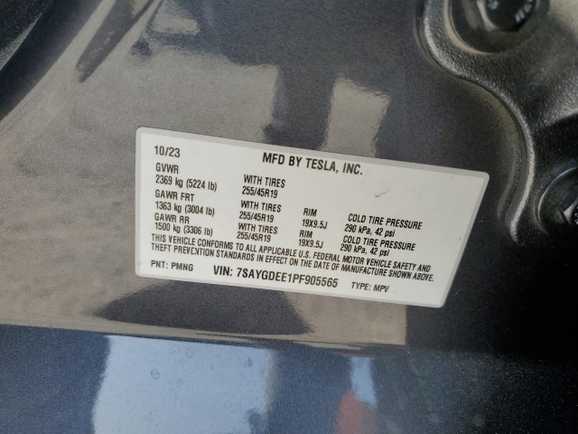 10/23 MFD BY TESLA, INC.
GVWR
2369 kg (5224 lb) WITH TIRES
GAWR FRT 255/45R19
1363 kg (3004 lb) WITH TIRES RIM COLD TIRE PRESSURE
GAWR RR 255/45R19 19X9.5J 290 kPa, 42 psi
1500 kg (3306 lb) WITH TIRES RIM COLD TIRE PRESSURE
255/45R19 19X9.5J 290 kPa, 42 psi
THIS VEHICLE CONFORMS TO ALL APPLICABLE U.S. FEDERAL MOTOR VEHICLE SAFETY AND
THEFT PREVENTION STANDARDS IN EFFECT ON DATE OF MANUFACTURE SHOWN ABOVE.
PNT: PMNG VIN: 7SAYGDEE1PF905565 TYPE: MPV